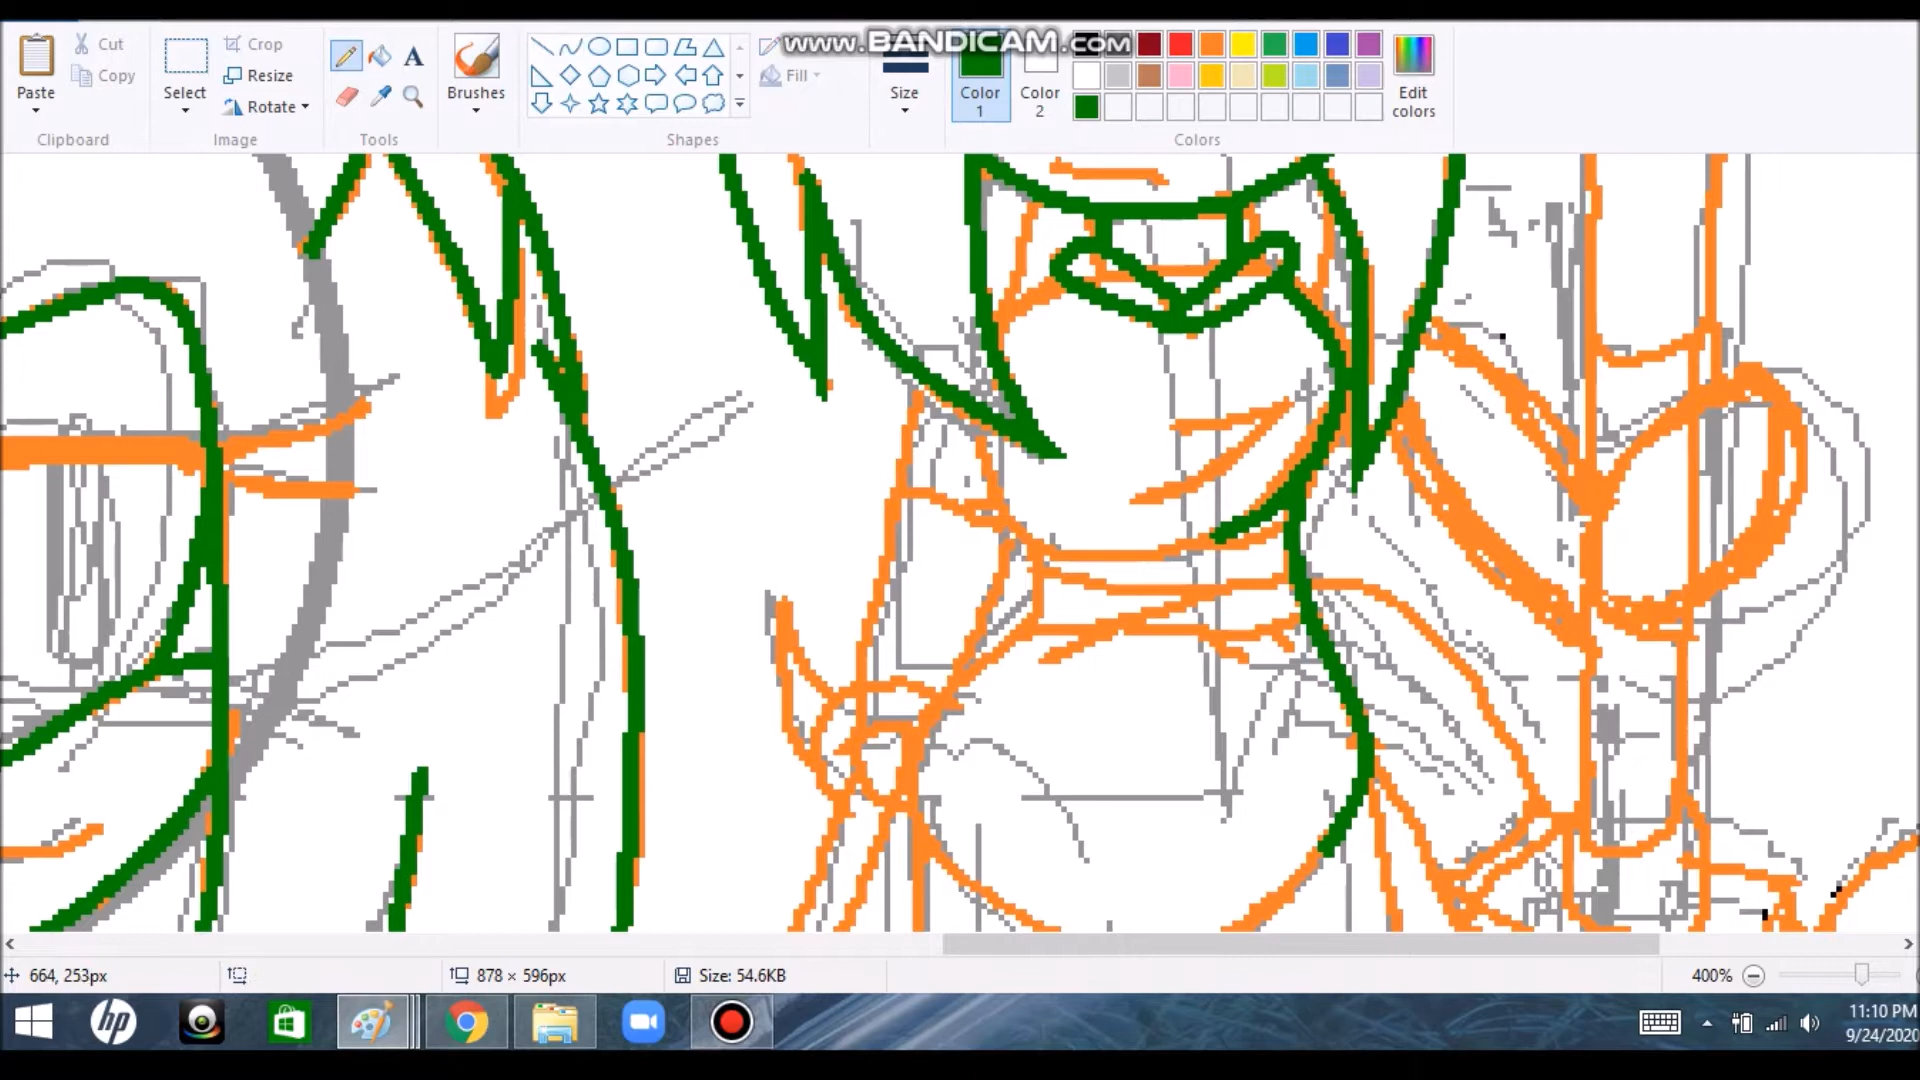 www.BANDICAM.com
Paste
Cut
Copy
Clipboard
Select
Crop
Resize
Rotate
Image
A
Tools
Brushes
Shapes
Fill
Size
Color
1
Color
2
Colors
Edit
colors
664, 253px
878 × 596px
Size: 54.6KB
400%
hp
11:10 PM
9/24/2020